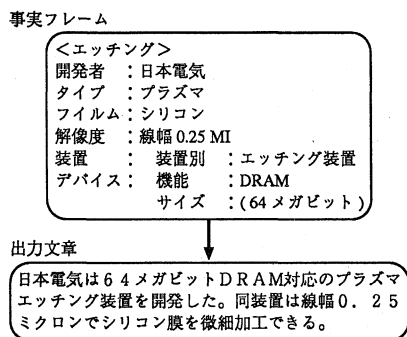 事実フレーム
＜エッチング＞
開発者　：日本電気
タイプ　：プラズマ
フイルム：シリコン
解像度　：線幅 0.25 MI
装置　　：　装置別　：エッチング装置
デバイス：　機能　　：DRAM
サイズ　：(64 メガビット)
出力文章
日本電気は６４メガビットＤＲＡＭ対応のプラズマ
エッチング装置を開発した。同装置は線幅０．２５
ミクロンでシリコン膜を微細加工できる。